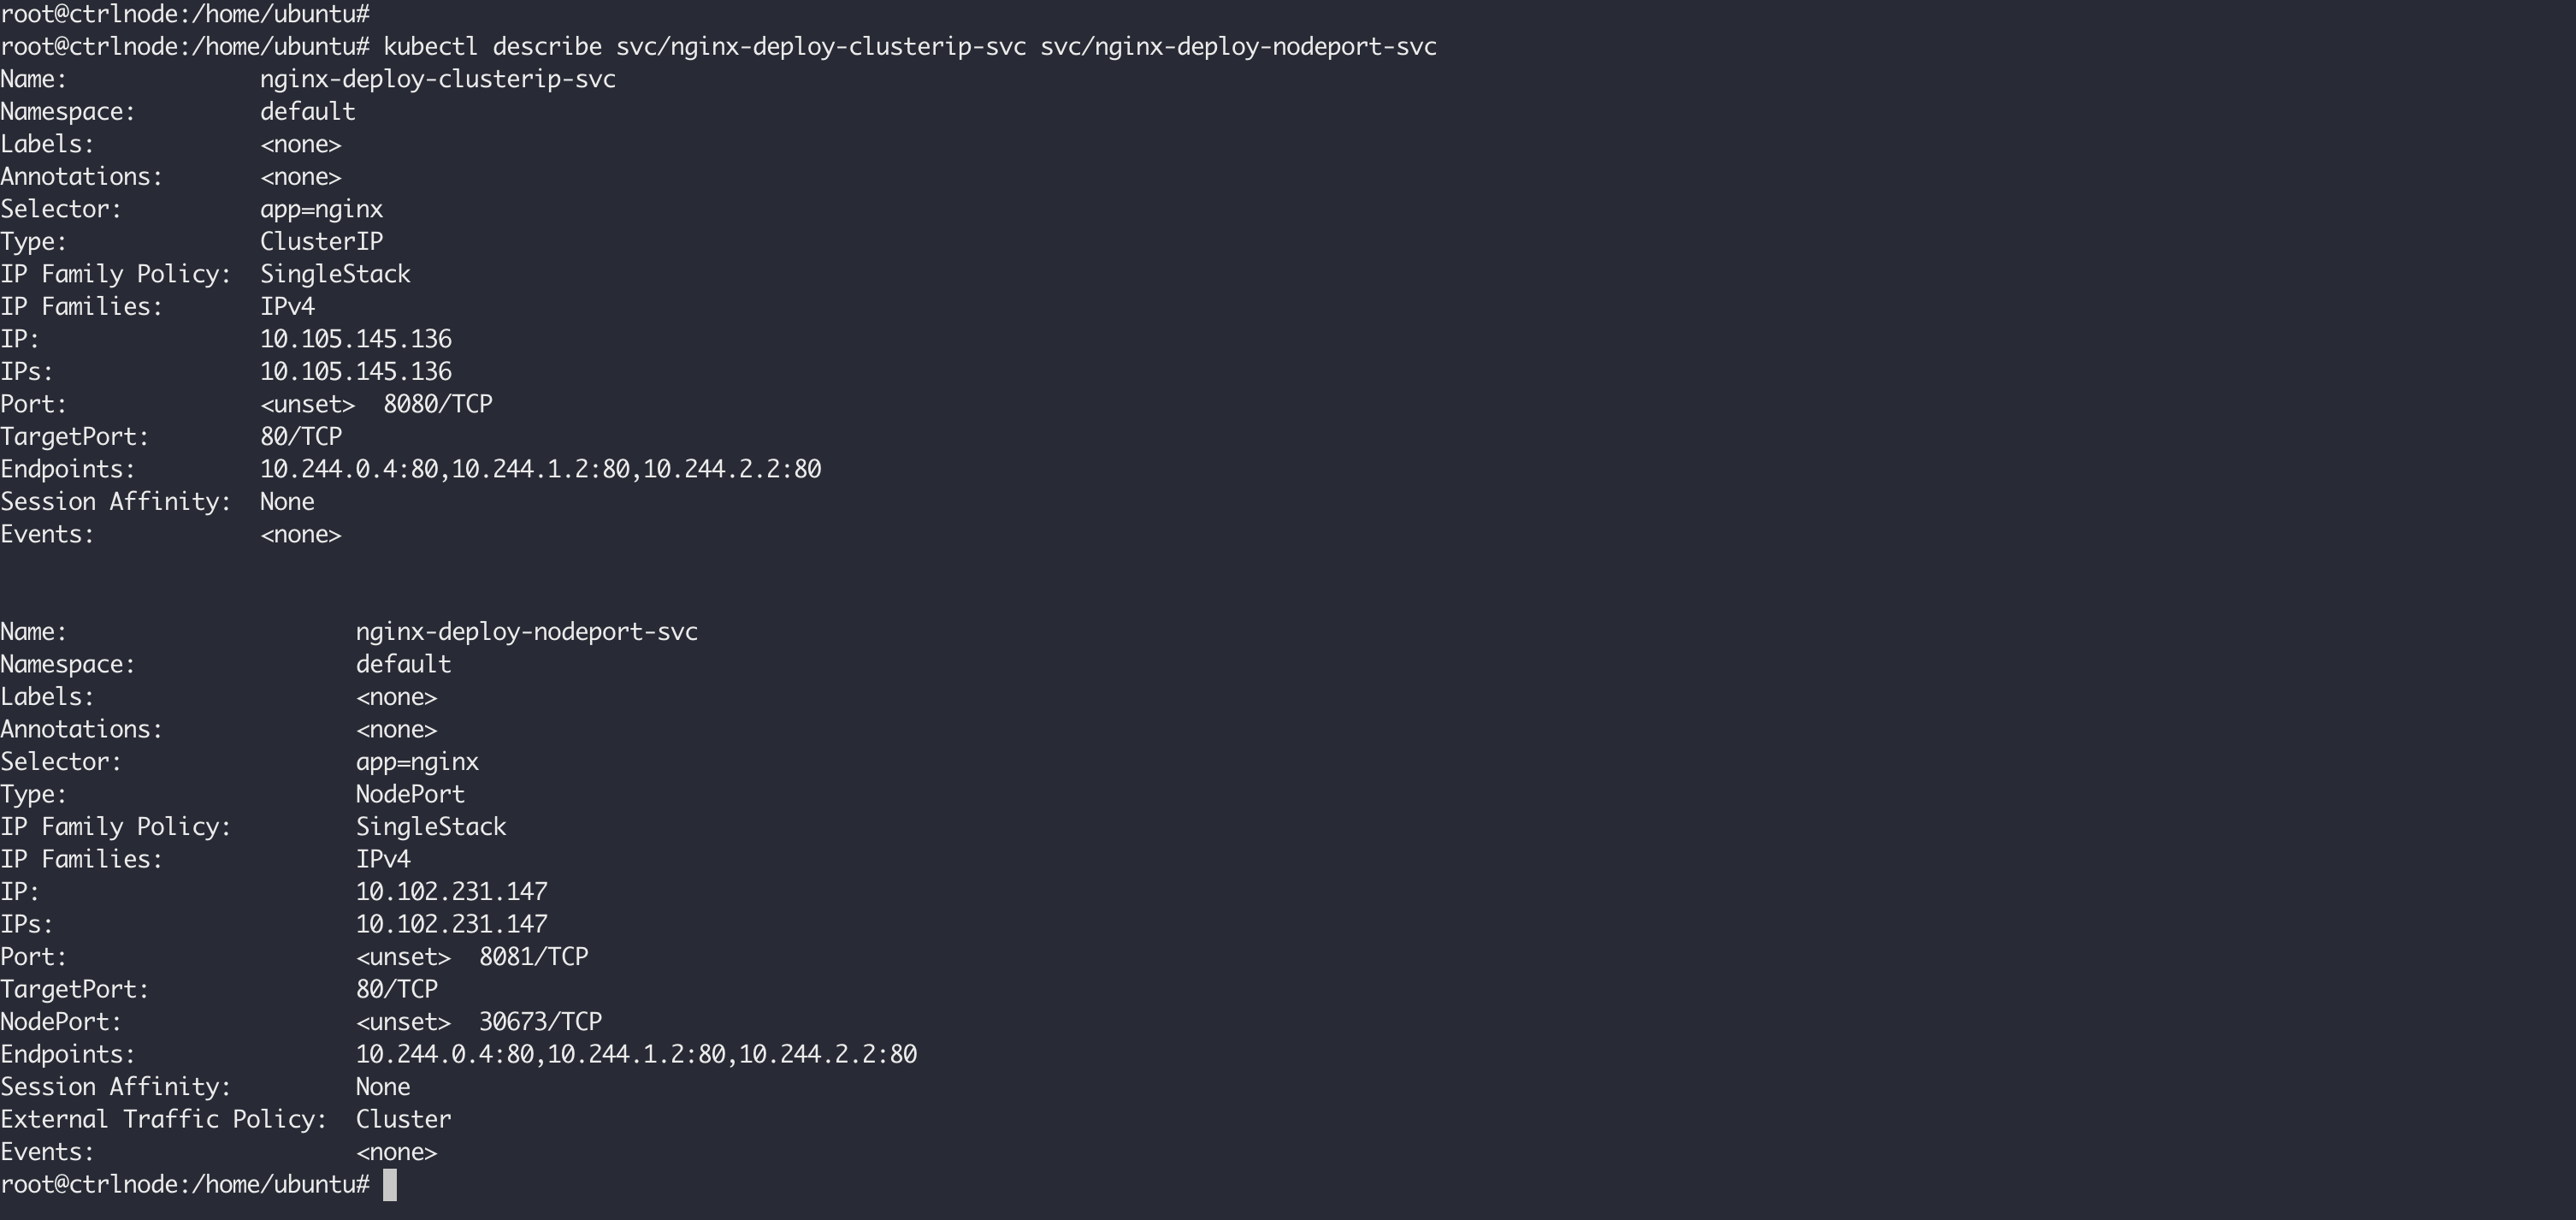 root@ctrlnode:/home/ubuntu#
root@ctrlnode:/home/ubuntu# kubectl describe svc/nginx-deploy-clusterip-svc svc/nginx-deploy-nodeport-svc
Name:              nginx-deploy-clusterip-svc
Namespace:         default
Labels:            <none>
Annotations:       <none>
Selector:          app=nginx
Type:              ClusterIP
IP Family Policy:  SingleStack
IP Families:       IPv4
IP:                10.105.145.136
IPs:               10.105.145.136
Port:              <unset>  8080/TCP
TargetPort:        80/TCP
Endpoints:         10.244.0.4:80,10.244.1.2:80,10.244.2.2:80
Session Affinity:  None
Events:            <none>
Name:                     nginx-deploy-nodeport-svc
Namespace:                default
Labels:                   <none>
Annotations:              <none>
Selector:                 app=nginx
Type:                     NodePort
IP Family Policy:         SingleStack
IP Families:              IPv4
IP:                       10.102.231.147
IPs:                      10.102.231.147
Port:                     <unset>  8081/TCP
TargetPort:               80/TCP
NodePort:                 <unset>  30673/TCP
Endpoints:                10.244.0.4:80,10.244.1.2:80,10.244.2.2:80
Session Affinity:         None
External Traffic Policy:  Cluster
Events:                   <none>
root@ctrlnode:/home/ubuntu#